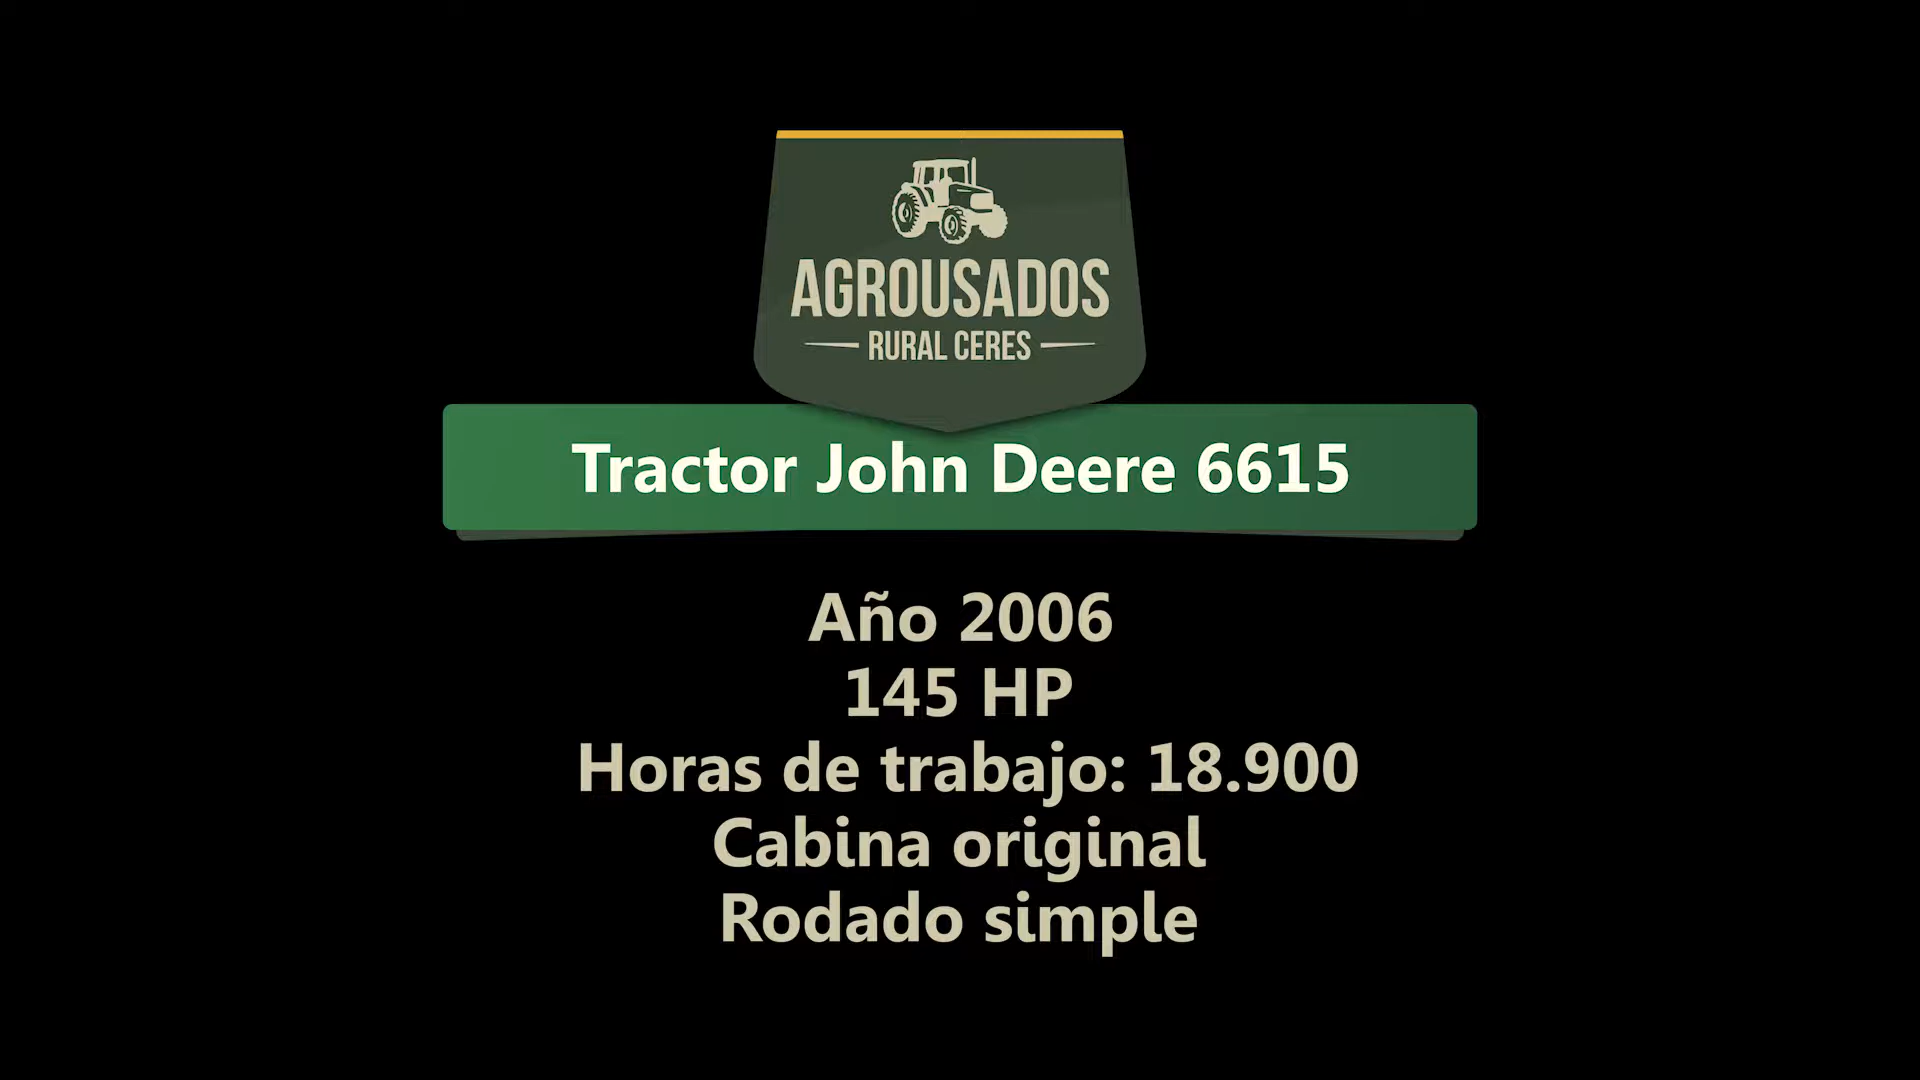 AGROUSADOS
RURAL CERES
Tractor John Deere 6615
Año 2006
145 HP
Horas de trabajo: 18.900
Cabina original
Rodado simple